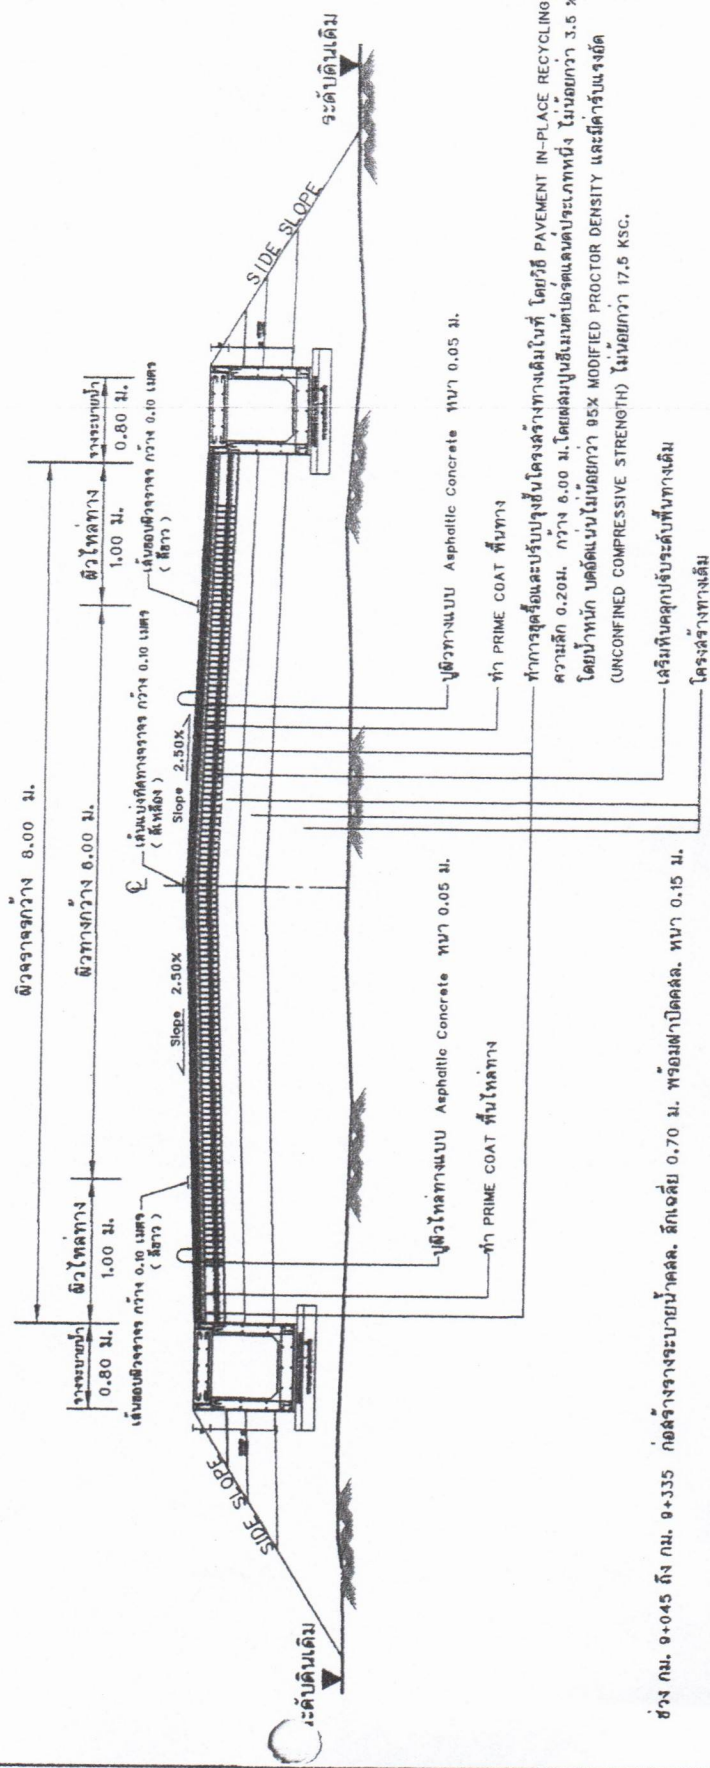 ผิวจราจรกว้าง 8.00 ม.
ผิวทางกว้าง 6.00 ม.
รางระบายน้ำ
0.80 ม.
ผิวไหล่ทาง
1.00 ม.
ผิวไหล่ทาง
1.00 ม.
รางระบายน้ำ
0.80 ม.
เส้นขอบผิวจราจร กว้าง 0.10 เมตร
( สีขาว )
เส้นแบ่งทิศทางจราจร กว้าง 0.10 เมตร
( สีเหลือง )
เส้นขอบผิวจราจร กว้าง 0.10 เมตร
( สีขาว )
Slope 2.50%
Slope 2.50%
SIDE SLOPE
SIDE SLOPE
ระดับดินเดิม
ระดับดินเดิม
ปูผิวไหล่ทางแบบ Asphaltic Concrete หนา 0.05 ม.
ทำ PRIME COAT พื้นไหล่ทาง
ปูผิวทางแบบ Asphaltic Concrete หนา 0.05 ม.
ทำ PRIME COAT พื้นทาง
ทำการขุดรื้อและปรับปรุงชั้นโครงสร้างทางเดิมในที่ โดยวิธี PAVEMENT IN-PLACE RECYCLING
ความลึก 0.20ม. กว้าง 8.00 ม.โดยผสมปูนซีเมนต์ปอร์ตแลนด์ประเภทหนึ่ง ไม่น้อยกว่า 3.5 %
โดยน้ำหนัก บดอัดแน่นไม่น้อยกว่า 95% MODIFIED PROCTOR DENSITY และมีค่ารับแรงอัด
(UNCONFINED COMPRESSIVE STRENGTH) ไม่น้อยกว่า 17.5 KSC.
เสริมหินคลุกปรับระดับพื้นทางเดิม
โครงสร้างทางเดิม
ช่วง กม. 9+045 ถึง กม. 9+335 ก่อสร้างรางระบายน้ำคสล. ลึกเฉลี่ย 0.70 ม. พร้อมฝาปิดคสล. หนา 0.15 ม.